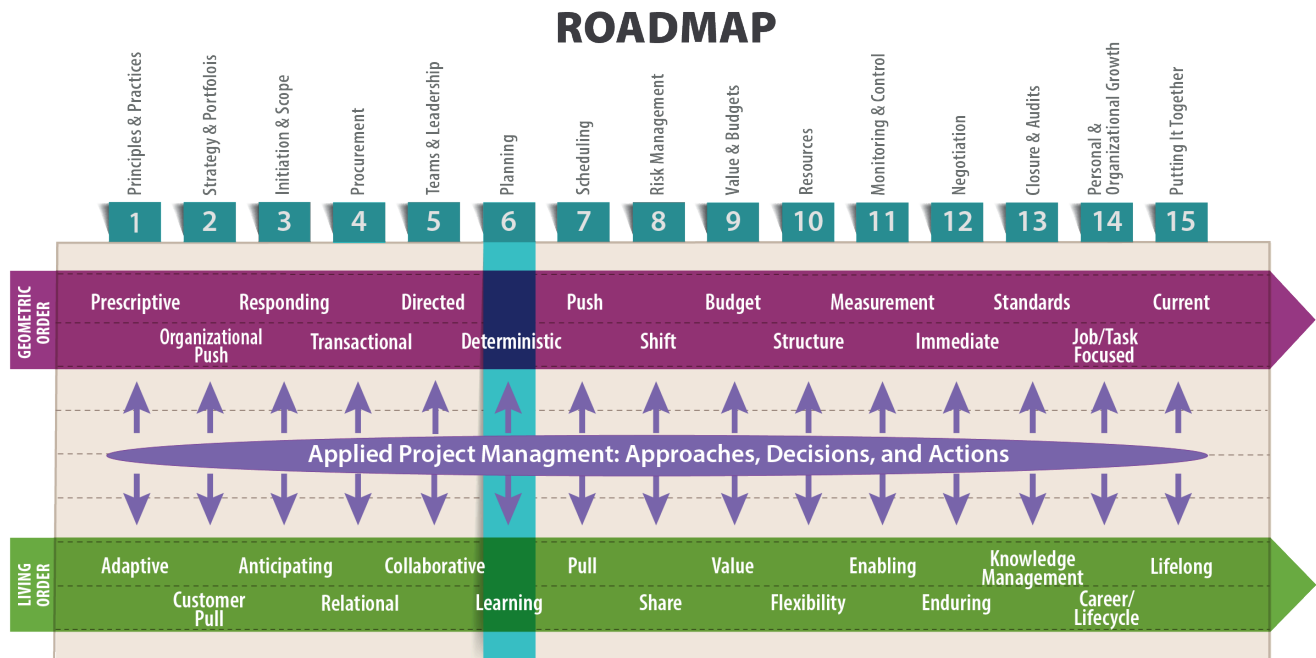 ROADMAP
Principles & Practices
Strategy & Portfolois
Initiation & Scope
Procurement
Teams & Leadership
Planning
Scheduling
Risk Management
Value & Budgets
Resources
Monitoring & Control
Negotiation
Closure & Audits
Personal &
Organizational Growth
Putting It Together
1 2 3 4 5 6 7 8 9 10 11 12 13 14 15
GEOMETRIC
ORDER
Prescriptive Responding Directed Push Budget Measurement Standards Current
Organizational
Push
Transactional Deterministic Shift Structure Immediate
Job/Task
Focused
Applied Project Managment: Approaches, Decisions, and Actions
LIVING
ORDER
Adaptive Anticipating Collaborative Pull Value Enabling
Knowledge
Management
Lifelong
Customer
Pull
Relational Learning Share Flexibility Enduring
Career/
Lifecycle